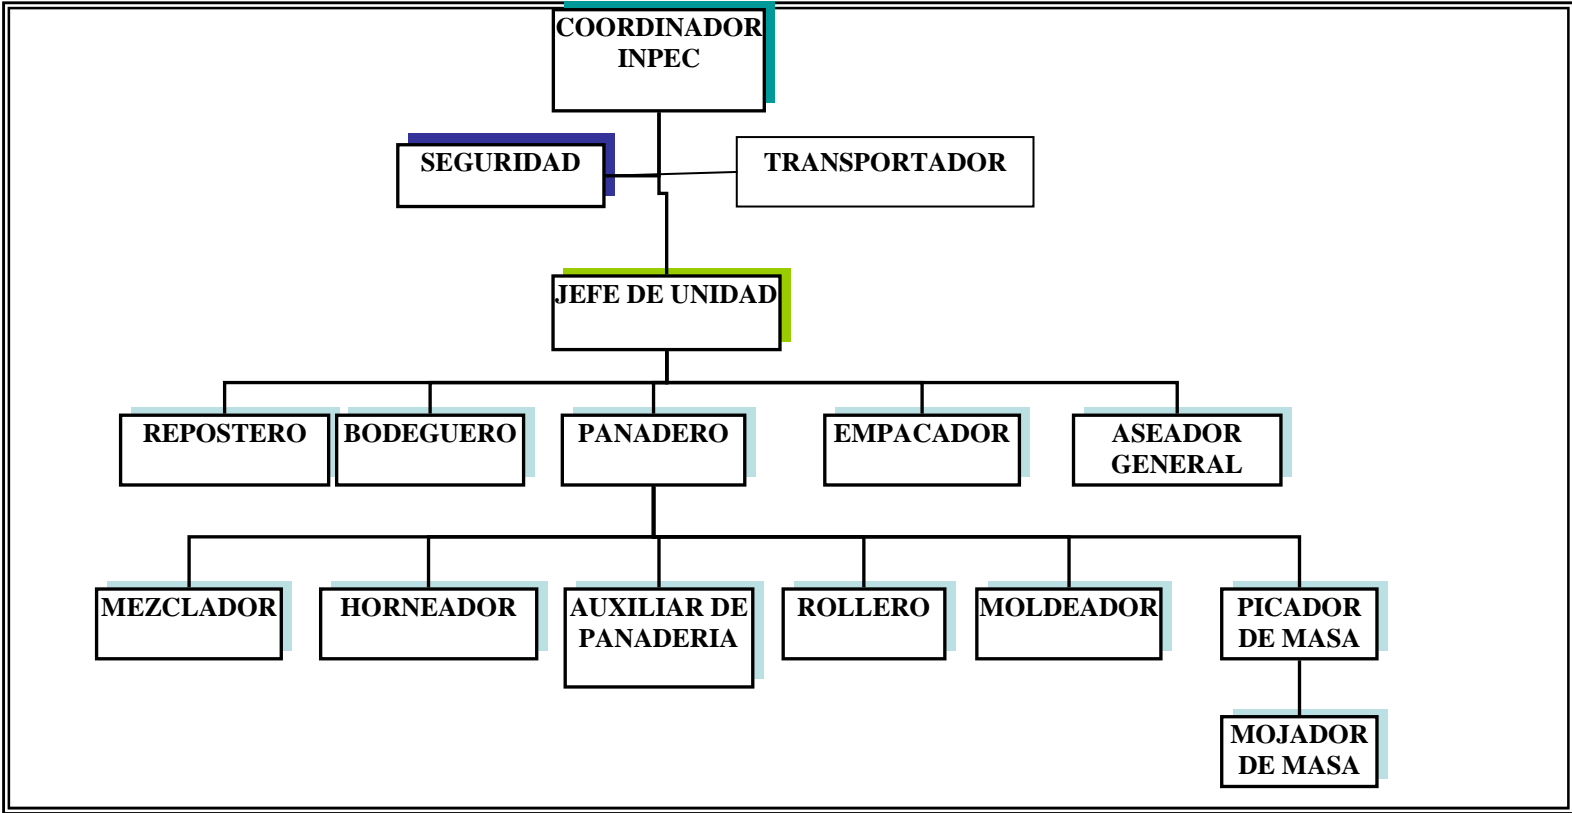 COORDINADOR
INPEC
SEGURIDAD
TRANSPORTADOR
JEFE DE UNIDAD
REPOSTERO
BODEGUERO
PANADERO
EMPACADOR
ASEADOR
GENERAL
MEZCLADOR
HORNEADOR
AUXILIAR DE
PANADERIA
ROLLERO
MOLDEADOR
PICADOR
DE MASA
MOJADOR
DE MASA